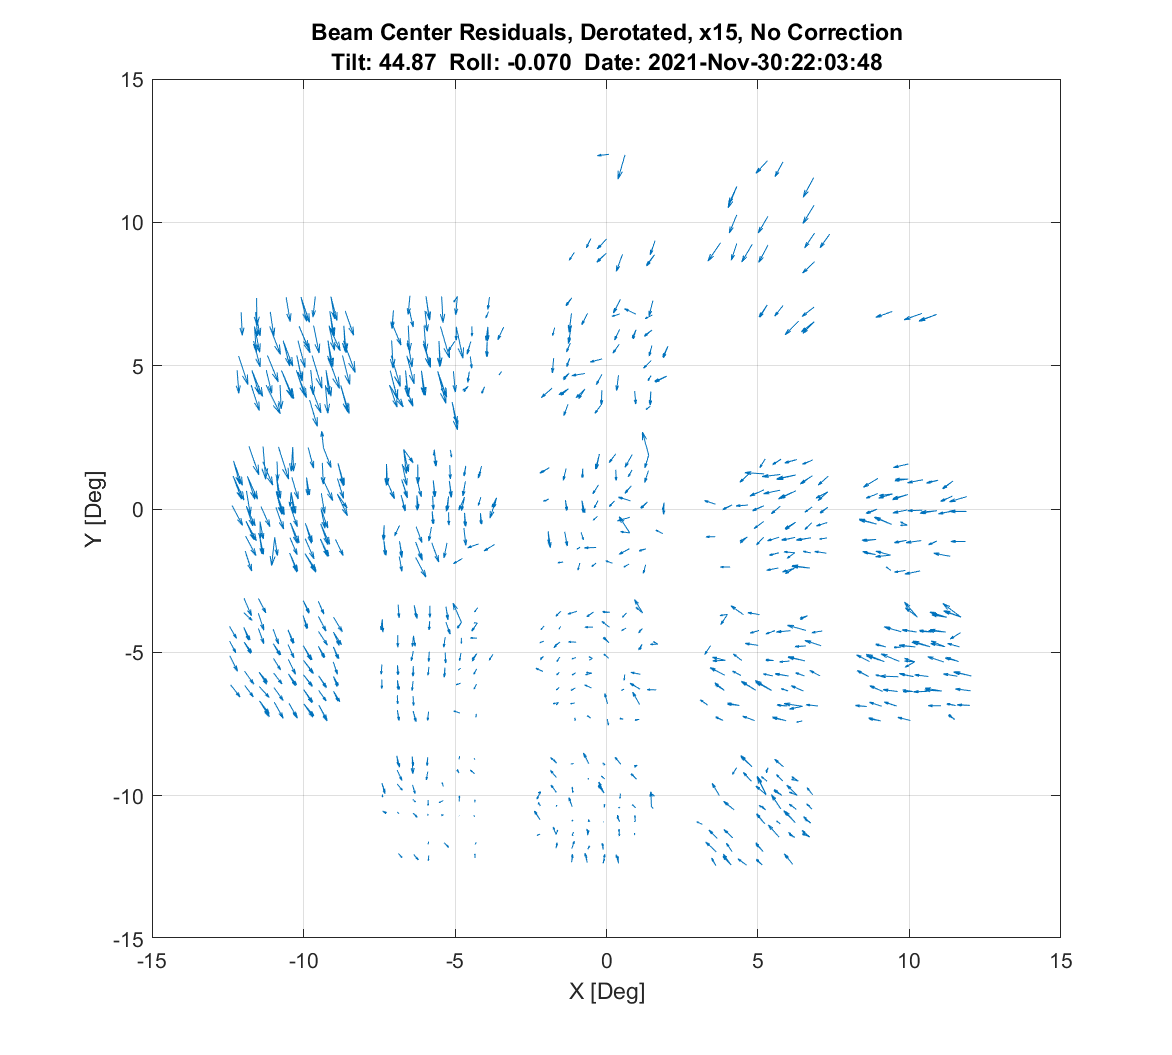 Beam Center Residuals, Derotated, x15, No Correction
Tilt: 44.87 Roll: -0.070 Date: 2021-Nov-30:22:03:48
15
10
5
0
-5
-10
-15
Y [Deg]
-15 -10 -5 0 5 10 15
X [Deg]